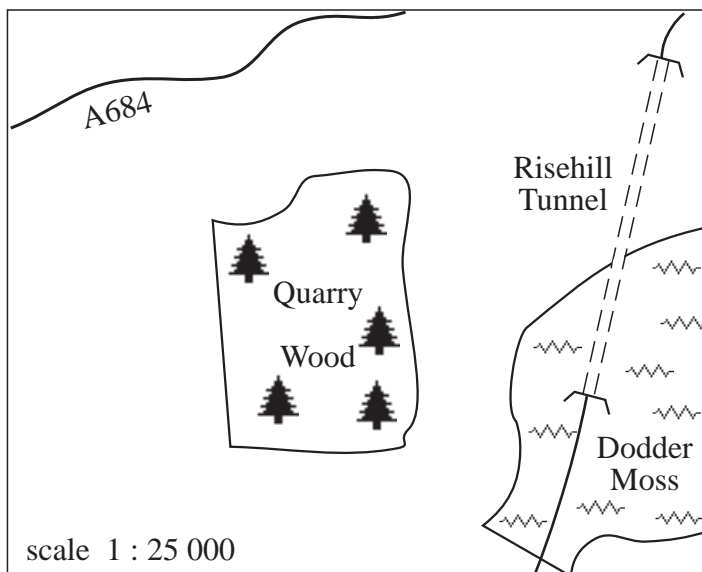 A684
Risehill
Tunnel
Quarry
Wood
Dodder
Moss
scale 1 : 25 000